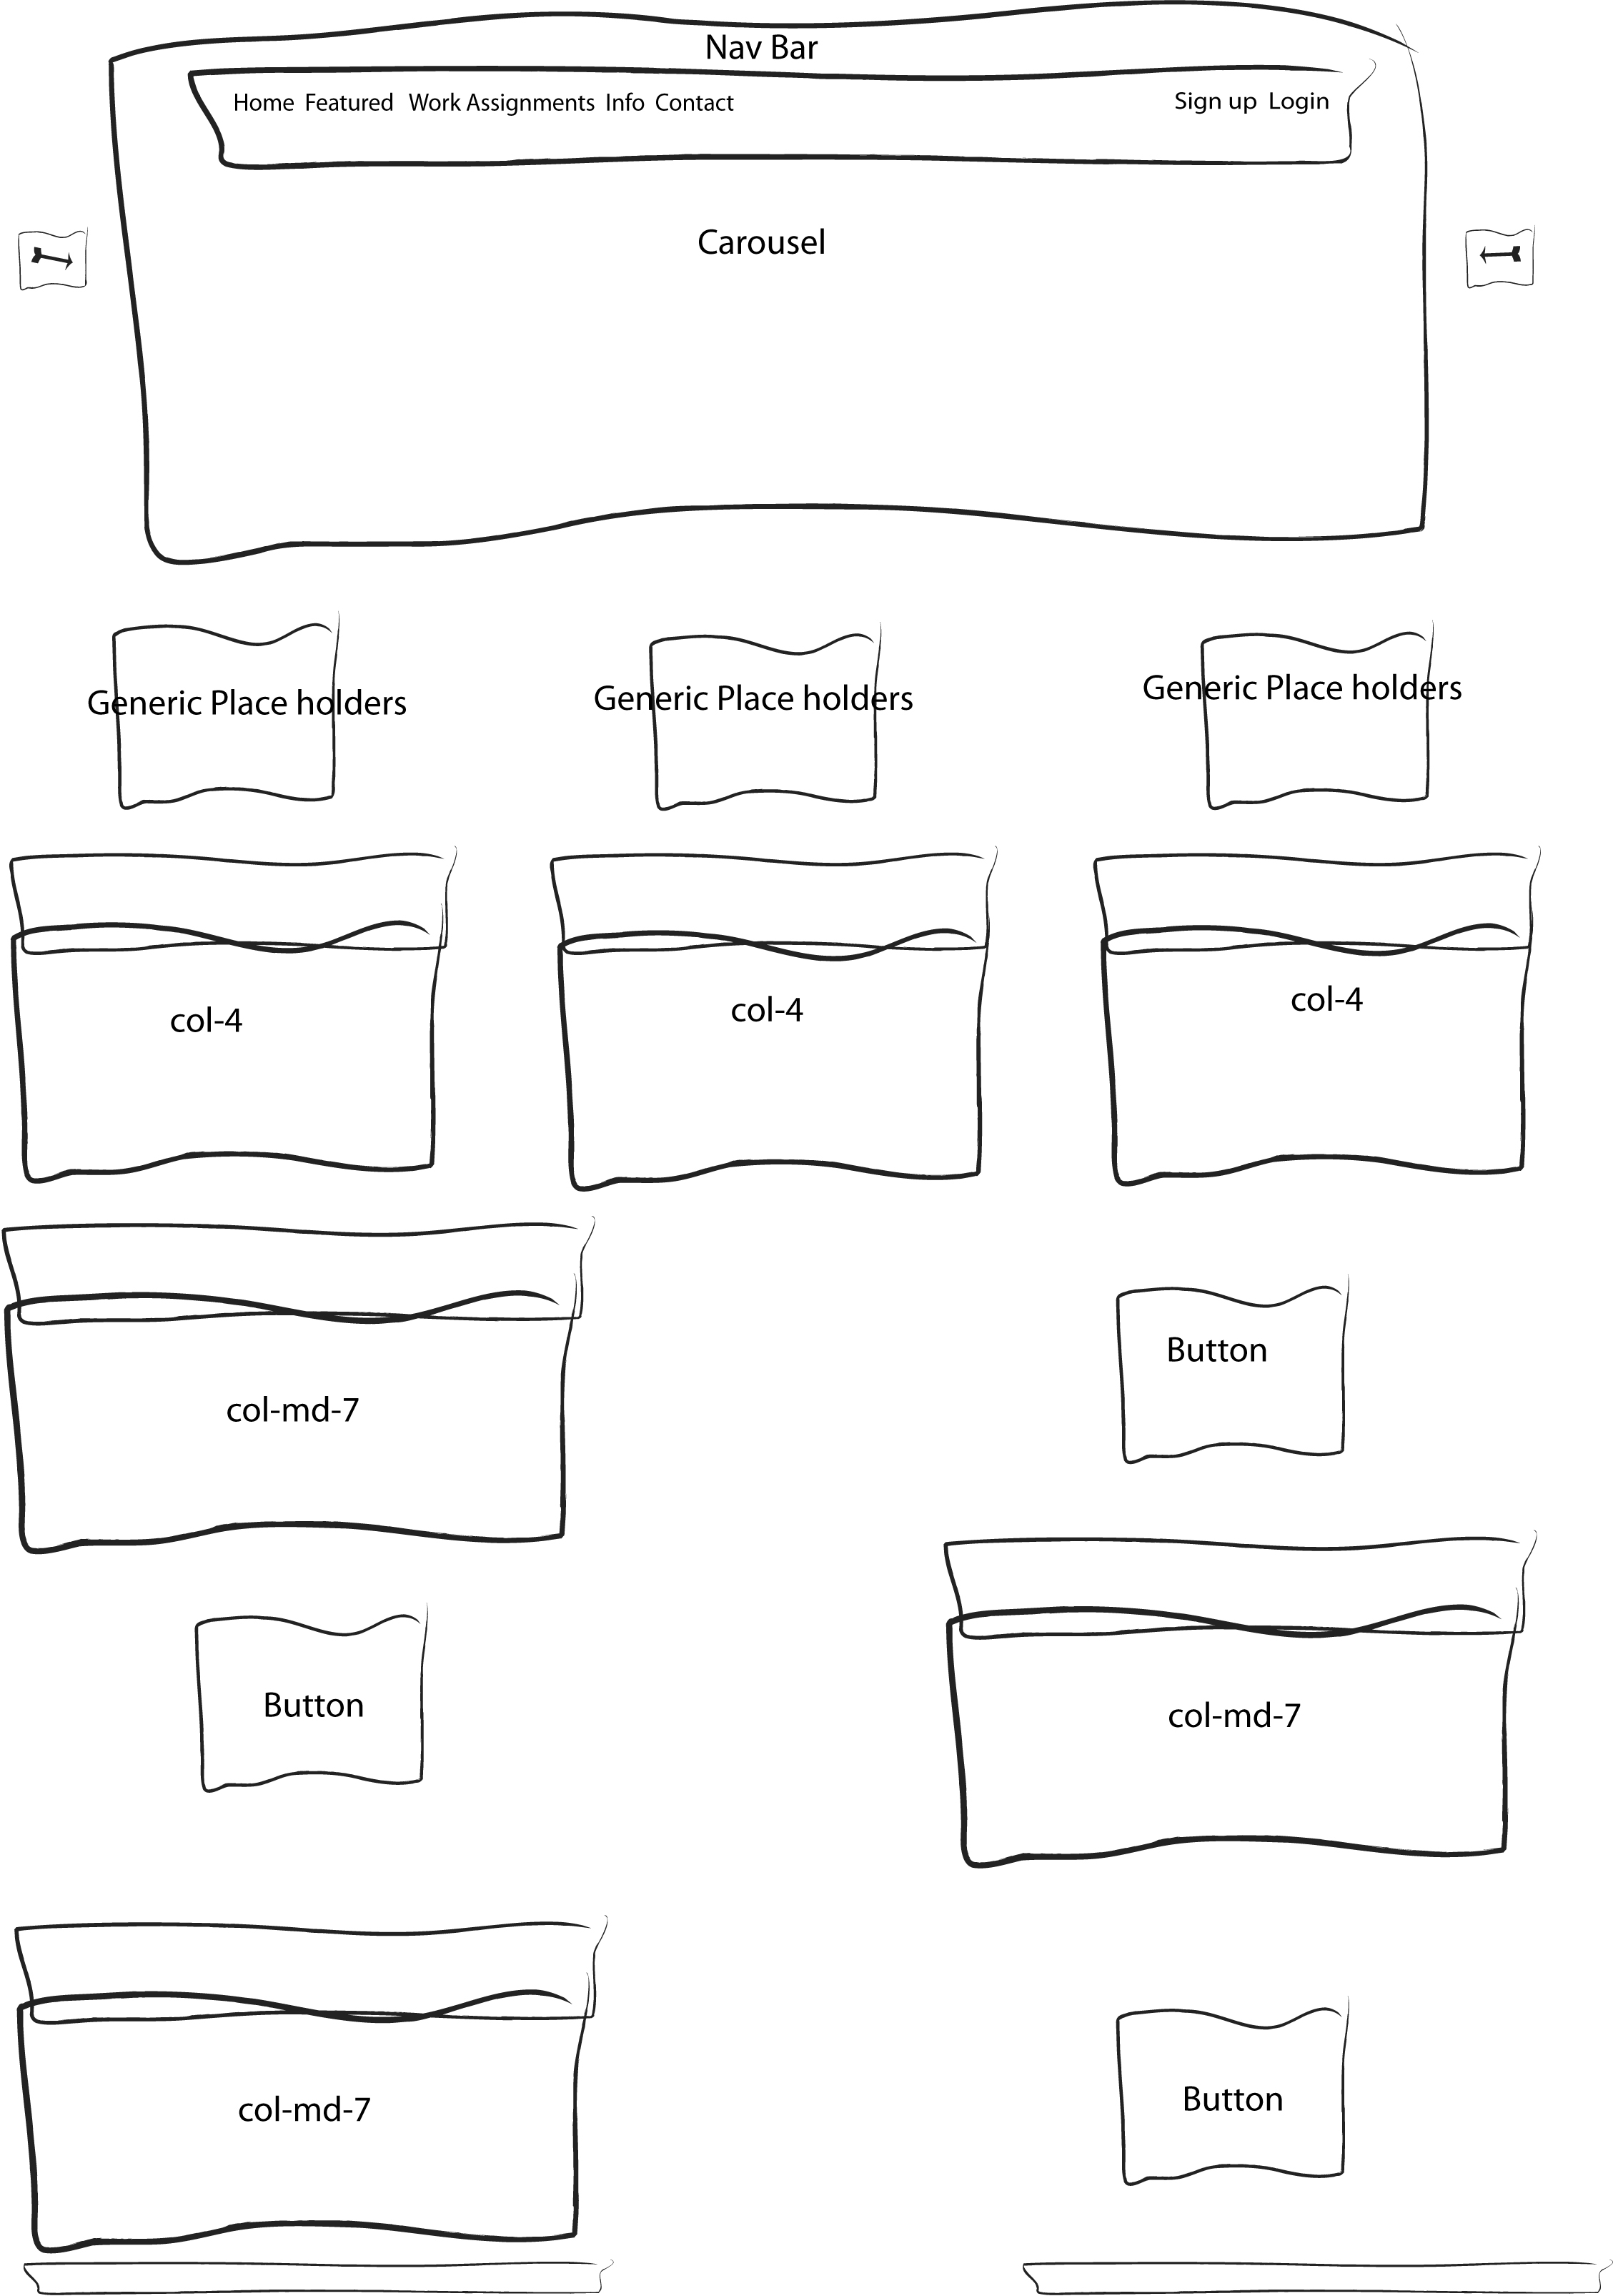 Nav Bar
Home Featured Work Assignments Info Contact
Sign up Login
Carousel
Generic Place holders
Generic Place holders
Generic Place holders
col-4
col-4
col-4
col-md-7
Button
Button
col-md-7
col-md-7
Button